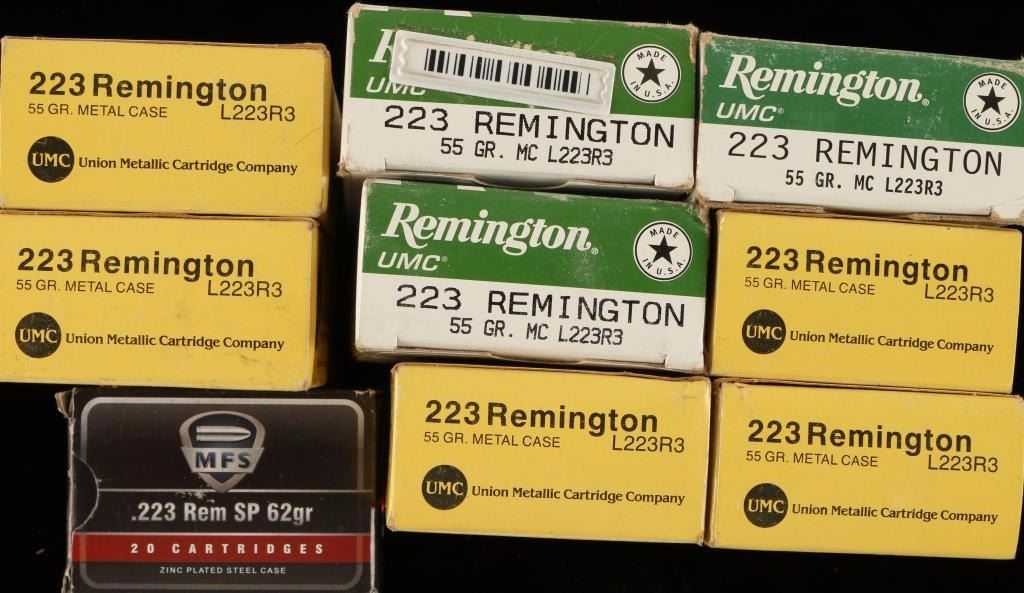 223 Remington
55 GR. METAL CASE L223R3
UMC Union Metallic Cartridge Company
UMC
223 REMINGTON
55 GR. MC L223R3
MADE IN U.S.A.
Remington®
UMC®
MADE IN U.S.A.
223 REMINGTON
55 GR. MC L223R3
223 Remington
55 GR. METAL CASE L223R3
UMC Union Metallic Cartridge Company
Remington®
UMC®
MADE IN U.S.A.
223 REMINGTON
55 GR. MC L223R3
223 Remington
55 GR. METAL CASE L223R3
UMC Union Metallic Cartridge Company
MFS
.223 Rem SP 62gr
20 CARTRIDGES
ZINC PLATED STEEL CASE
223 Remington
55 GR. METAL CASE L223R3
UMC Union Metallic Cartridge Company
223 Remington
55 GR. METAL CASE L223R3
UMC Union Metallic Cartridge Company